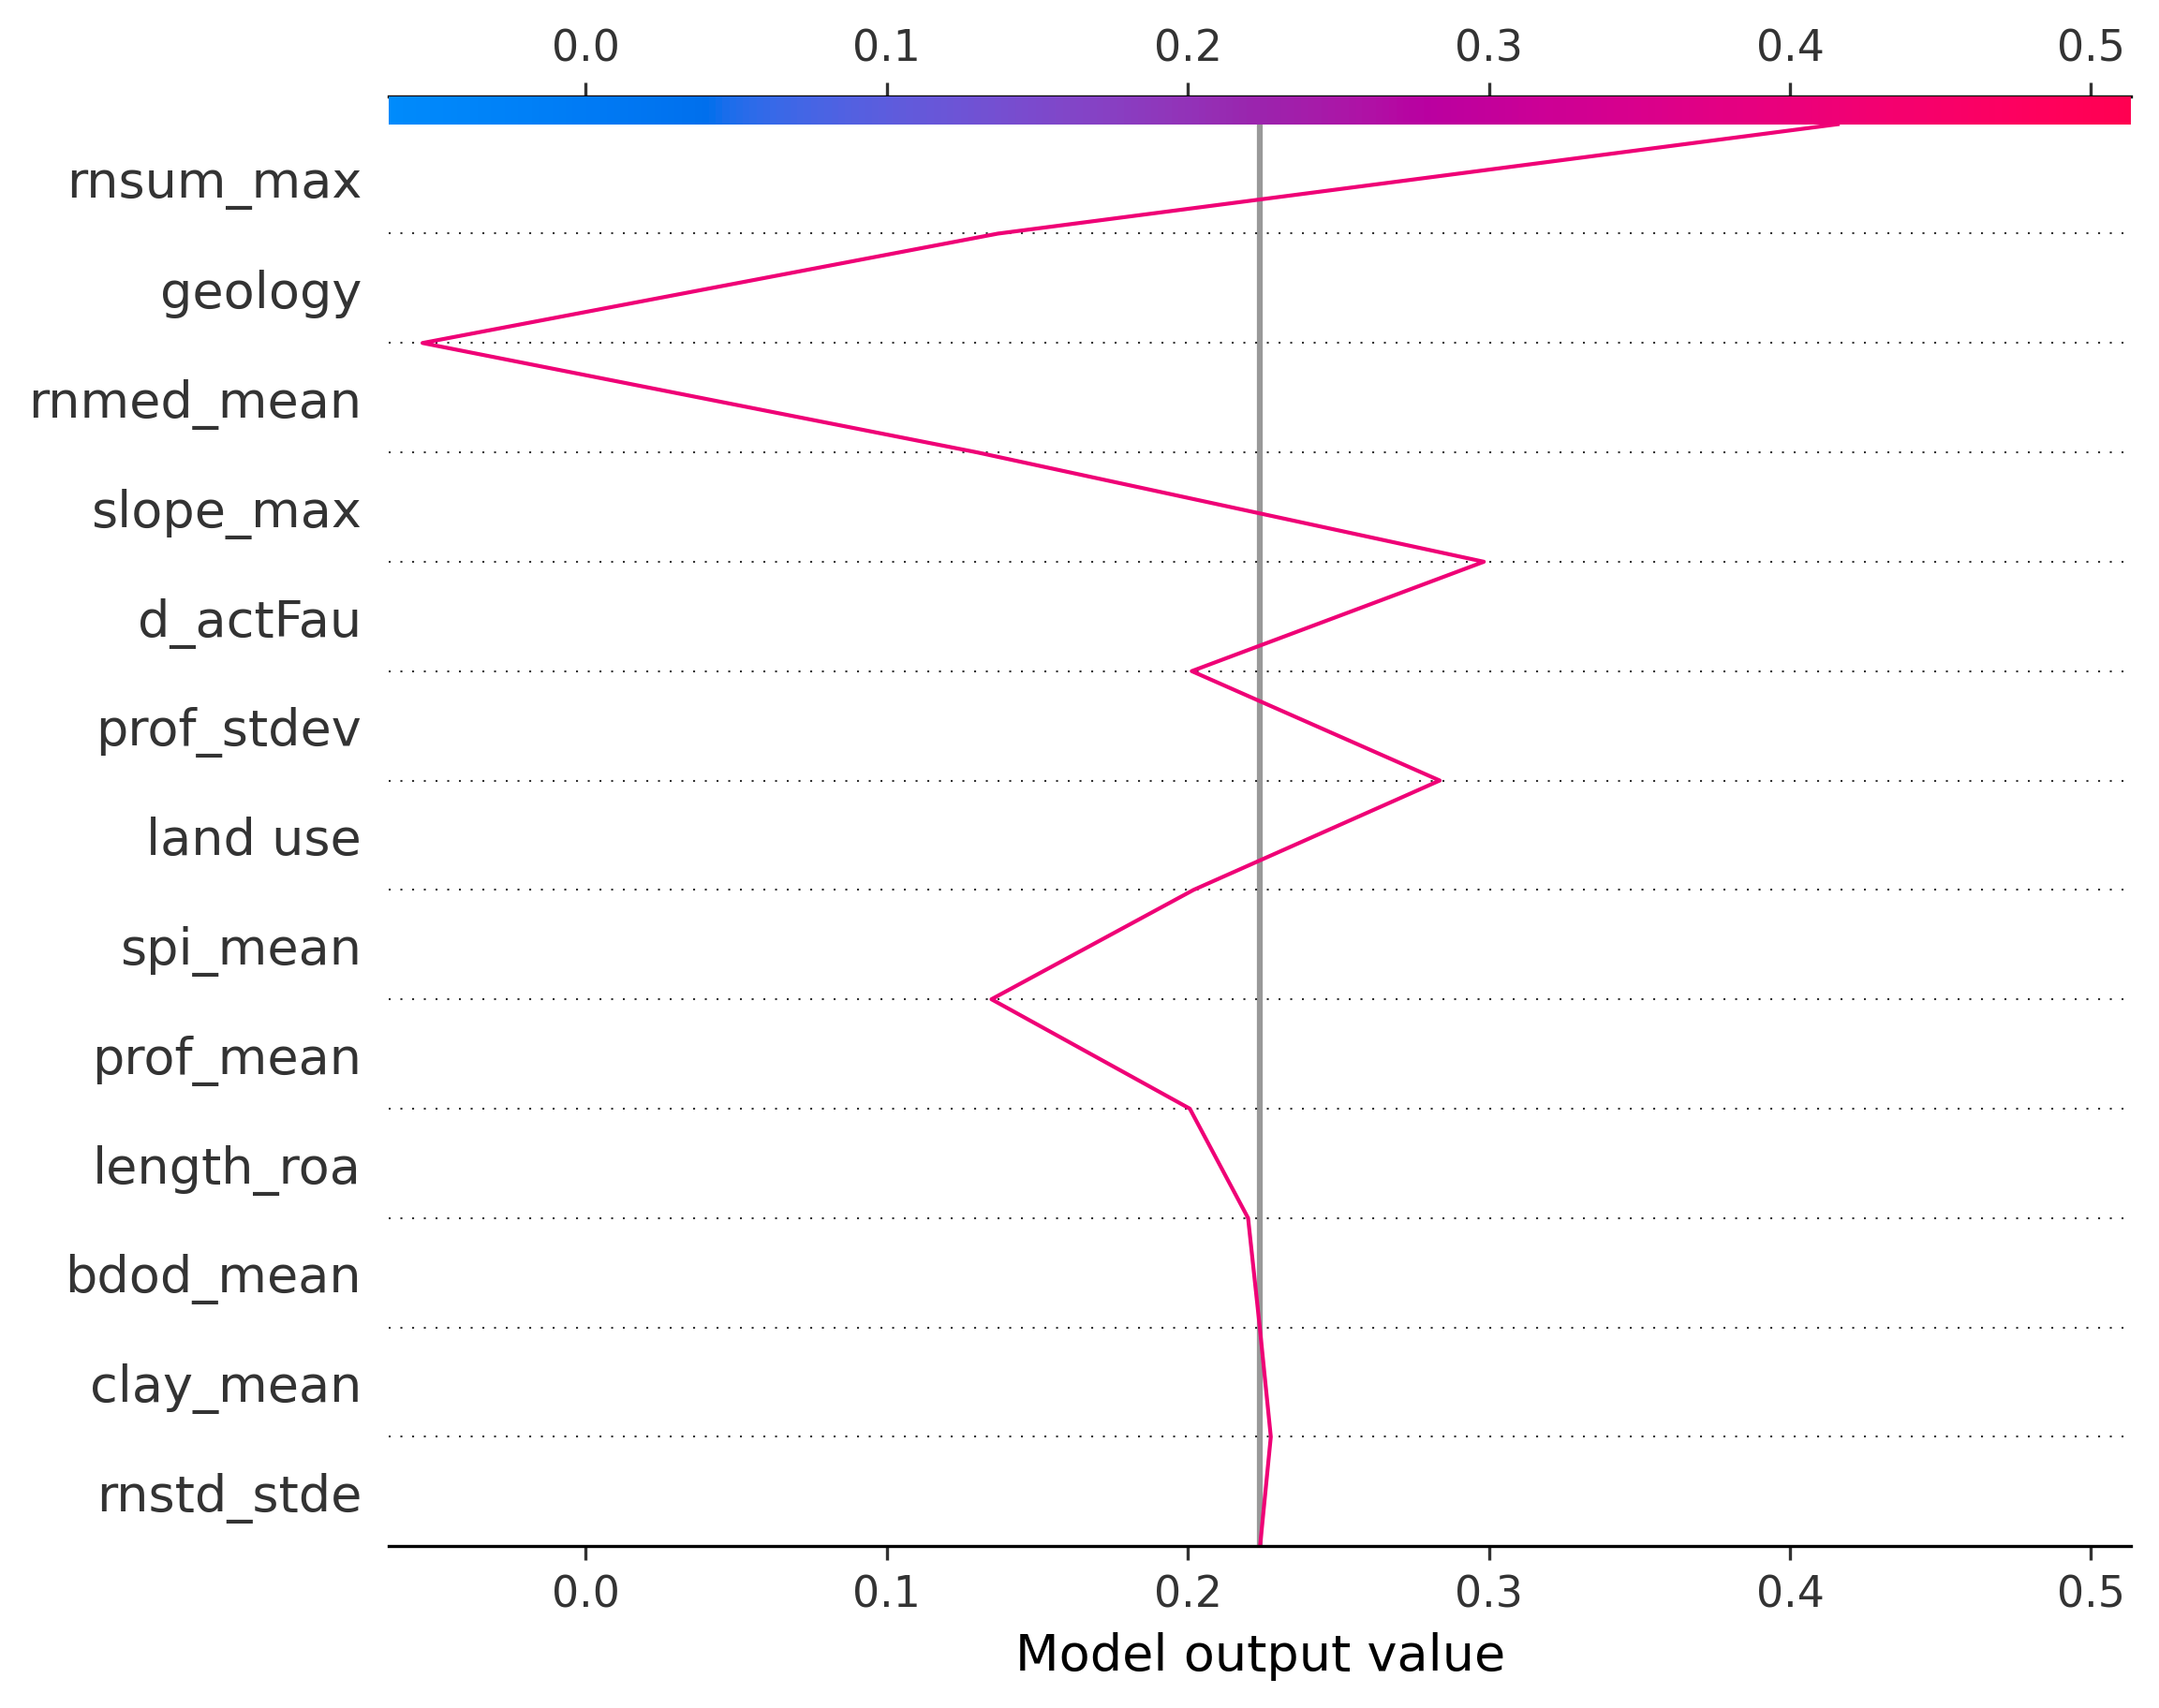 0.0 0.1 0.2 0.3 0.4 0.5
rnsum_max
geology
rnmed_mean
slope_max
d_actFau
prof_stdev
land use
spi_mean
prof_mean
length_roa
bdod_mean
clay_mean
rnstd_stde
0.0 0.1 0.2 0.3 0.4 0.5
Model output value